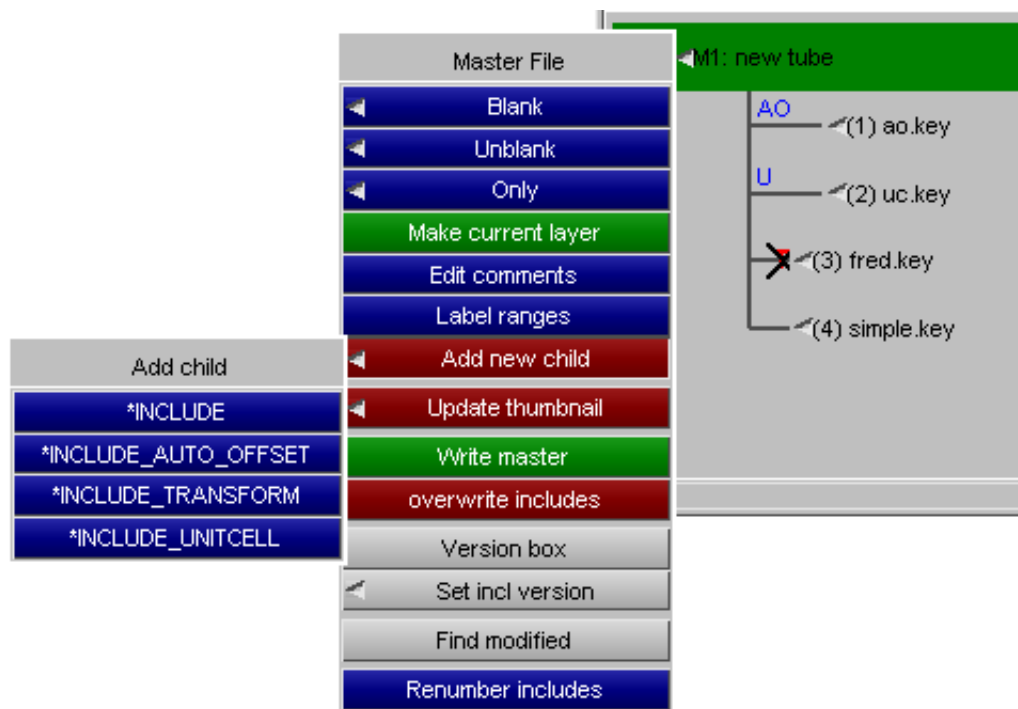 Master File
Blank
Unblank
Only
Make current layer
Edit comments
Label ranges
Add new child
Update thumbnail
Write master
overwrite includes
Version box
Set incl version
Find modified
Renumber includes
Add child
*INCLUDE
*INCLUDE_AUTO_OFFSET
*INCLUDE_TRANSFORM
*INCLUDE_UNITCELL
M1: new tube
AO
(1) ao.key
U
(2) uc.key
(3) fred.key
(4) simple.key